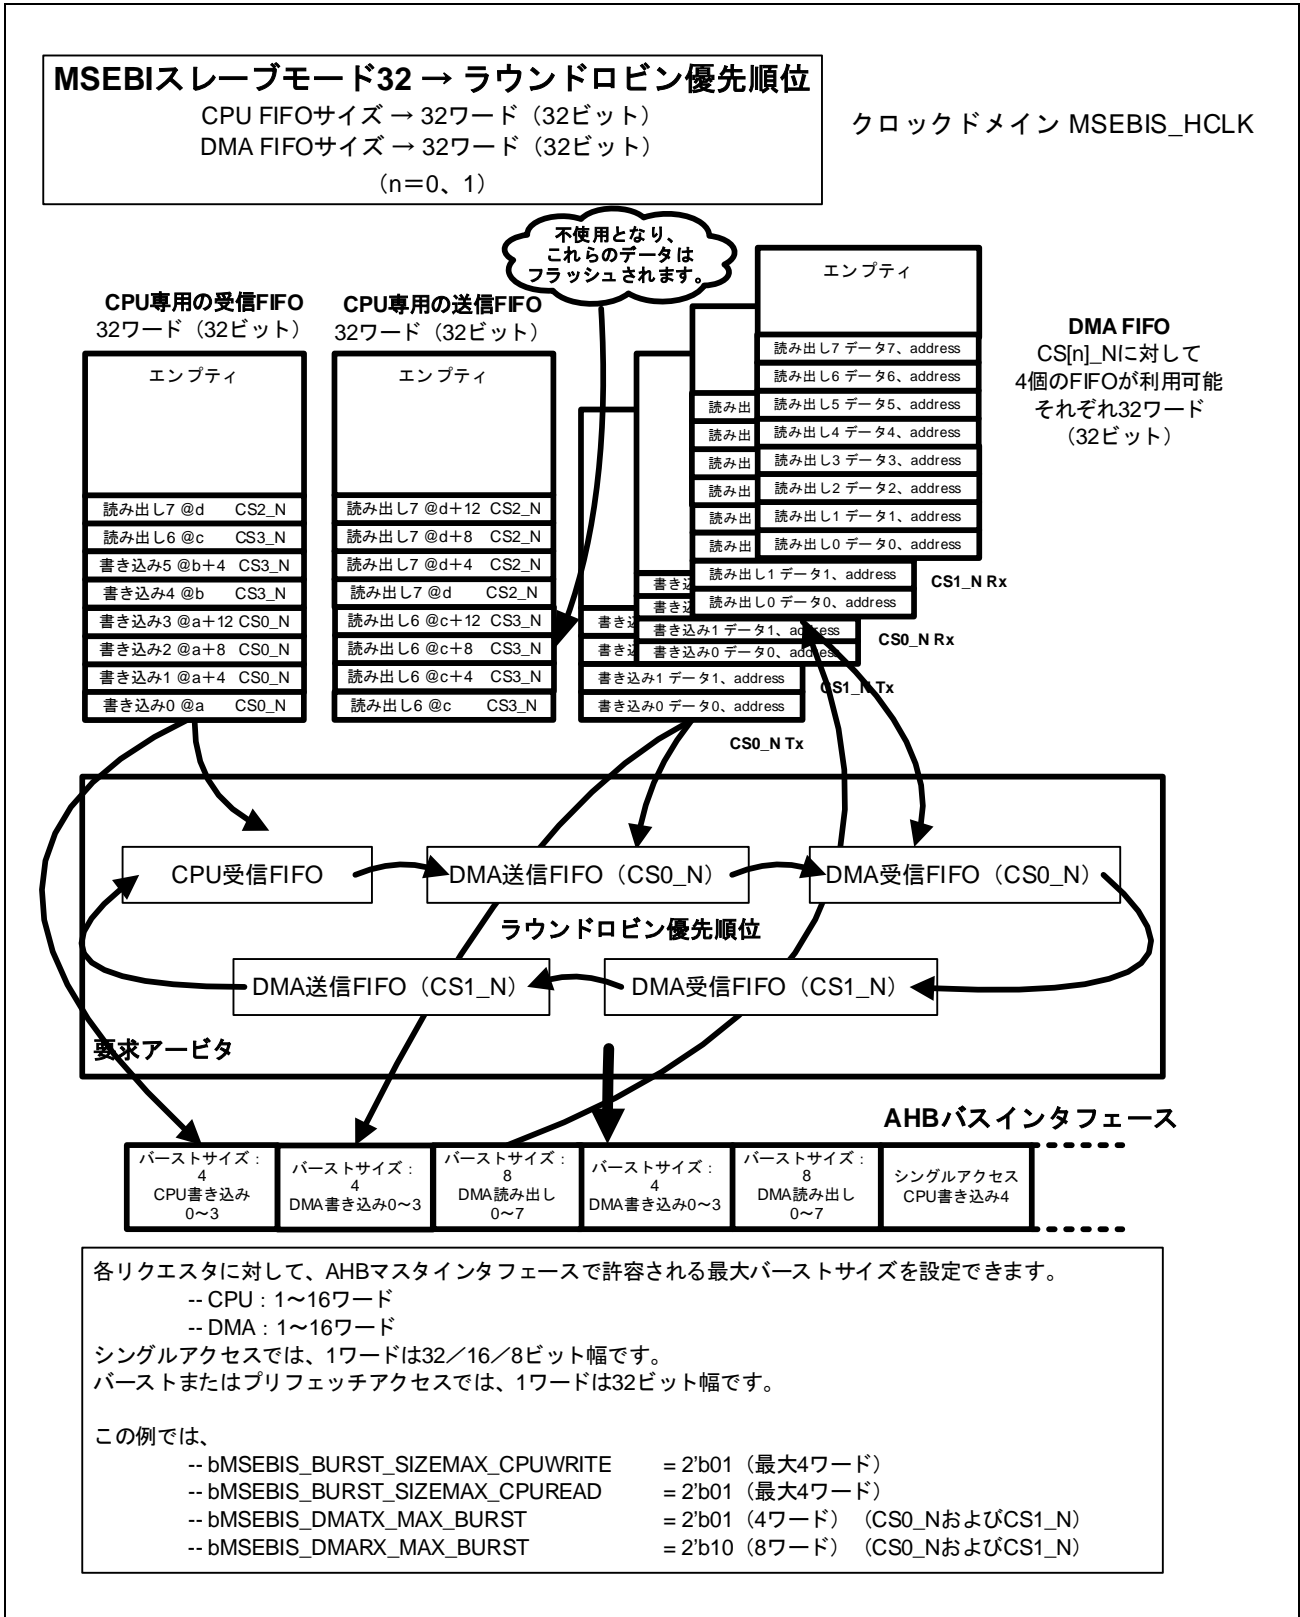 MSEBIスレーブモード32 → ラウンドロビン優先順位
CPU FIFOサイズ → 32ワード（32ビット）
DMA FIFOサイズ → 32ワード（32ビット）
（n＝0、1）
クロックドメイン MSEBIS_HCLK
不使用となり、
これらのデータは
フラッシュされます。
CPU専用の受信FIFO
32ワード（32ビット）
エンプティ
読み出し7 @d CS2_N
読み出し6 @c CS3_N
書き込み5 @b＋4 CS3_N
書き込み4 @b CS3_N
書き込み3 @a＋12 CS0_N
書き込み2 @a＋8 CS0_N
書き込み1 @a＋4 CS0_N
書き込み0 @a CS0_N
CPU専用の送信FIFO
32ワード（32ビット）
エンプティ
読み出し7 @d＋12 CS2_N
読み出し7 @d＋8 CS2_N
読み出し7 @d＋4 CS2_N
読み出し7 @d CS2_N
読み出し6 @c＋12 CS3_N
読み出し6 @c＋8 CS3_N
読み出し6 @c＋4 CS3_N
読み出し6 @c CS3_N
エンプティ
読み出し7 データ7、address
読み出し6 データ6、address
読み出し5 データ5、address
読み出し4 データ4、address
読み出し3 データ3、address
読み出し2 データ2、address
読み出し1 データ1、address
読み出し0 データ0、address
CS1_N Rx
読み出
読み出
読み出
読み出
読み出
読み出
読み出し1 データ1、address
読み出し0 データ0、address
CS0_N Rx
書き込
書き込
書き込み1 データ1、address
書き込み0 データ0、address
CS1_N Tx
書き込
書き込
書き込み1 データ1、address
書き込み0 データ0、address
CS0_N Tx
DMA FIFO
CS[n]_Nに対して
4個のFIFOが利用可能
それぞれ32ワード
（32ビット）
CPU受信FIFO
DMA送信FIFO（CS0_N）
DMA受信FIFO（CS0_N）
ラウンドロビン優先順位
DMA送信FIFO（CS1_N）
DMA受信FIFO（CS1_N）
要求アービタ
AHBバスインタフェース
バーストサイズ：
4
CPU書き込み
0～3
バーストサイズ：
4
DMA書き込み0～3
バーストサイズ：
8
DMA読み出し
0～7
バーストサイズ：
4
DMA書き込み0～3
バーストサイズ：
8
DMA読み出し
0～7
シングルアクセス
CPU書き込み4
各リクエスタに対して、AHBマスタインタフェースで許容される最大バーストサイズを設定できます。
-- CPU：1～16ワード
-- DMA：1～16ワード
シングルアクセスでは、1ワードは32／16／8ビット幅です。
バーストまたはプリフェッチアクセスでは、1ワードは32ビット幅です。
この例では、
-- bMSEBIS_BURST_SIZEMAX_CPUWRITE = 2'b01（最大4ワード）
-- bMSEBIS_BURST_SIZEMAX_CPUREAD = 2'b01（最大4ワード）
-- bMSEBIS_DMATX_MAX_BURST = 2'b01（4ワード）（CS0_NおよびCS1_N）
-- bMSEBIS_DMARX_MAX_BURST = 2'b10（8ワード）（CS0_NおよびCS1_N）